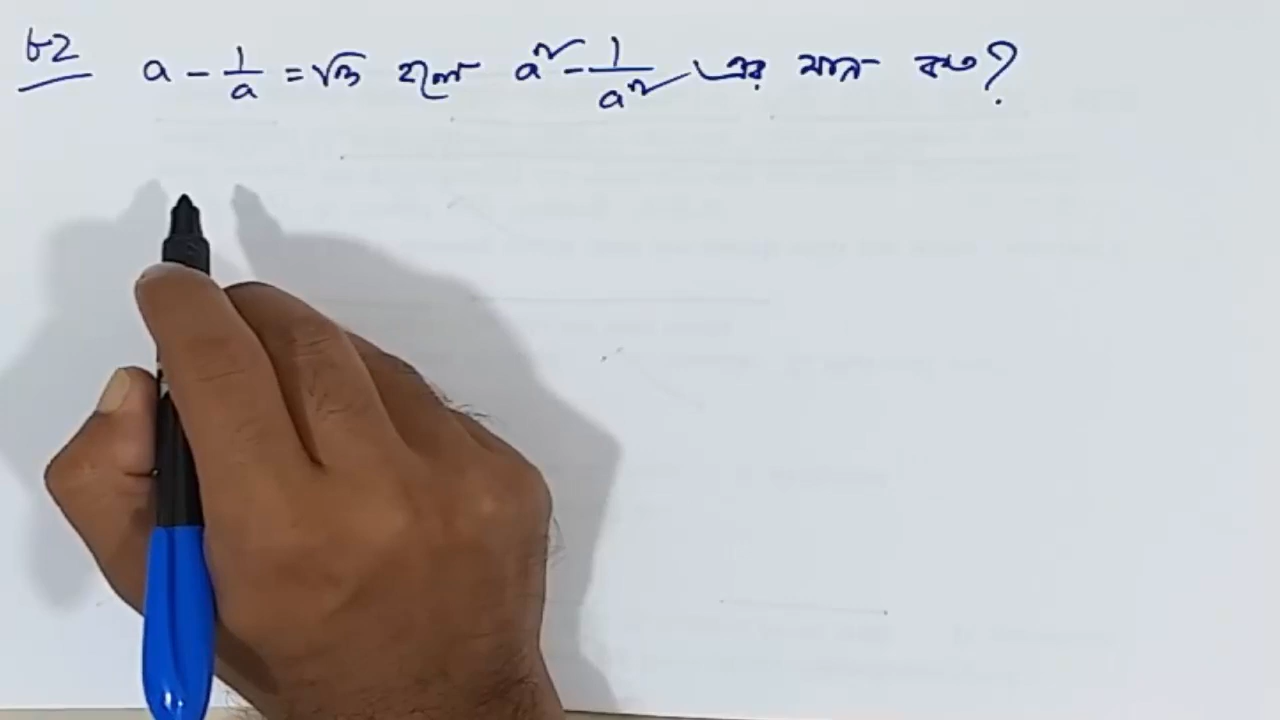 ৮২ a - 1/a = √৩ হলে a² - 1/a² এর মান কত?